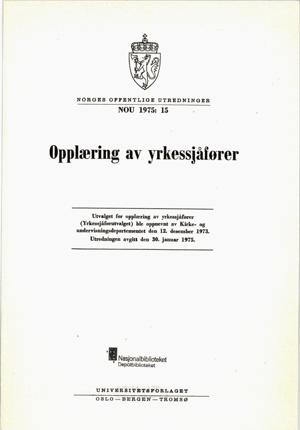 NORGES OFFENTLIGE UTREDNINGER
NOU 1975: 15
Opplæring av yrkessjåfører
Utvalget for opplæring av yrkessjåfører
(Yrkessjåførutvalget) ble oppnevnt av Kirke- og
undervisningsdepartementet den 12. desember 1973.
Utredningen avgitt den 30. januar 1975.
Nasjonalbiblioteket
Depotbiblioteket
UNIVERSITETSFORLAGET
OSLO — BERGEN — TROMSØ